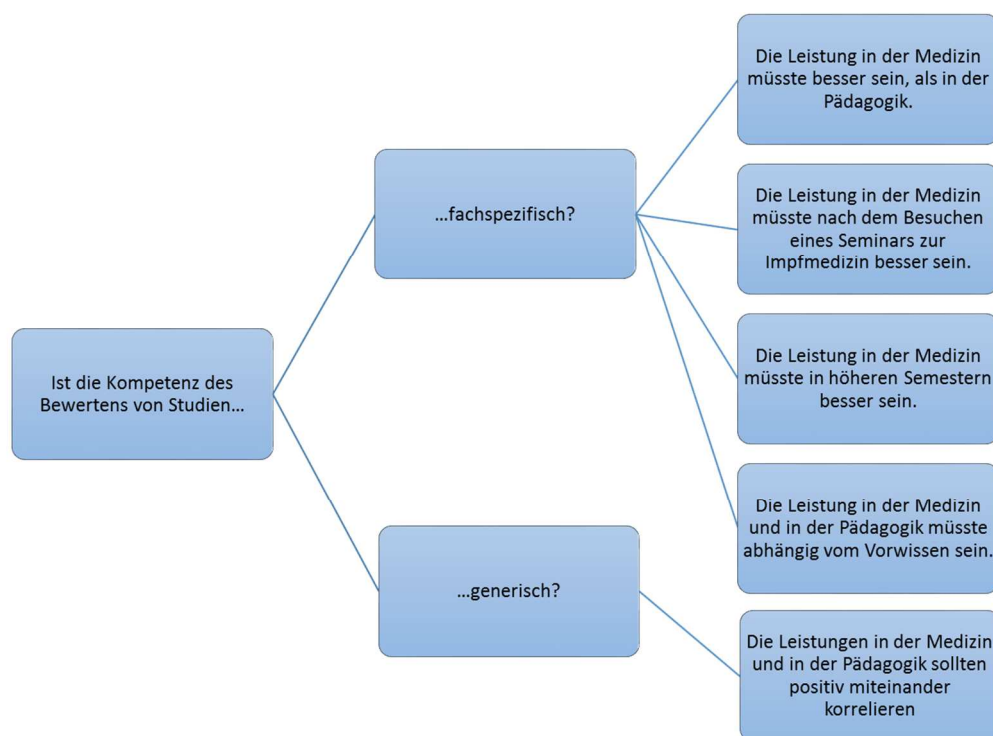 Ist die Kompetenz des
Bewertens von Studien...
...fachspezifisch?
Die Leistung in der Medizin
müsste besser sein, als in der
Pädagogik.
Die Leistung in der Medizin
müsste nach dem Besuchen
eines Seminars zur
Impfmedizin besser sein.
Die Leistung in der Medizin
müsste in höheren Semestern
besser sein.
Die Leistung in der Medizin
und in der Pädagogik müsste
abhängig vom Vorwissen sein.
...generisch?
Die Leistungen in der Medizin
und in der Pädagogik sollten
positiv miteinander
korrelieren